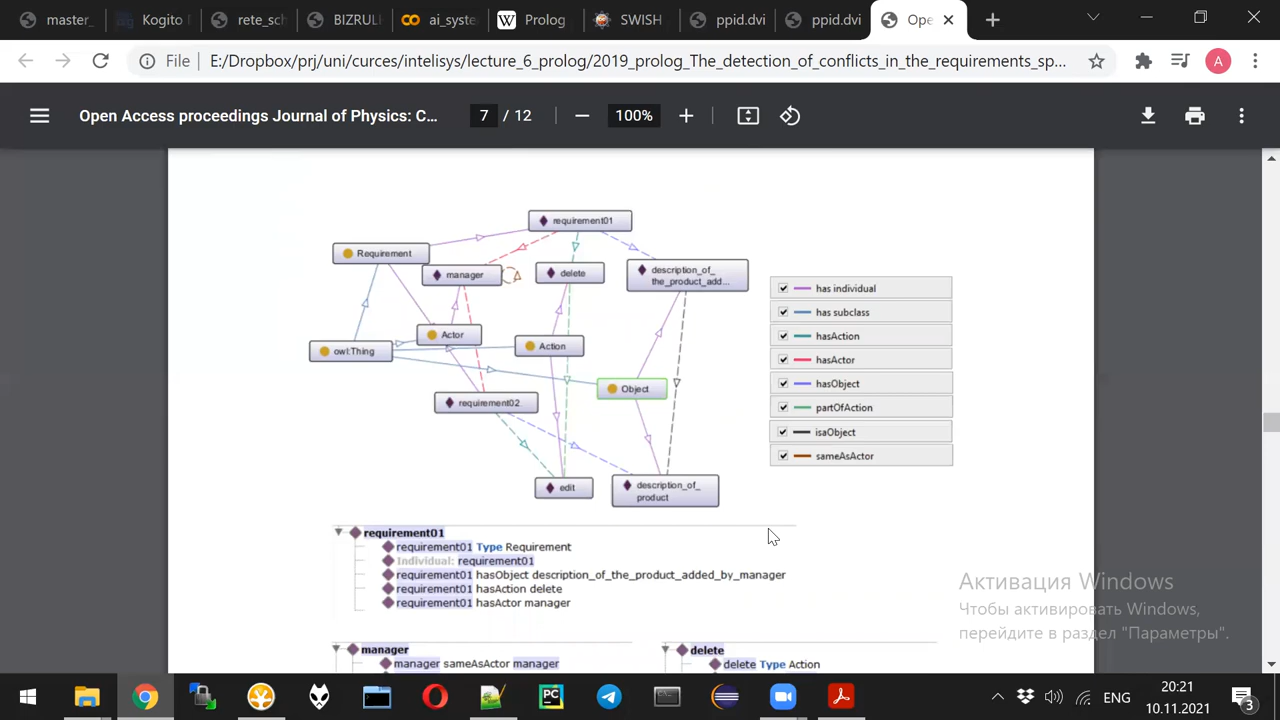 master_
Kogito D
rete_sch
BIZRULE
ai_syste
Prolog
SWISH
ppid.dvi
ppid.dvi
Ope
File
E:/Dropbox/prj/uni/curces/intelisys/lecture_6_prolog/2019_prolog_The_detection_of_conflicts_in_the_requirements_sp...
A
Open Access proceedings Journal of Physics: C...
7 / 12
100%
requirement01
Requirement
manager
delete
description_of_
the_product_add...
Actor
owl:Thing
Action
Object
requirement02
edit
description_of_
product
has individual
has subclass
hasAction
hasActor
hasObject
partOfAction
isaObject
sameAsActor
requirement01
requirement01 Type Requirement
Individual: requirement01
requirement01 hasObject description_of_the_product_added_by_manager
requirement01 hasAction delete
requirement01 hasActor manager
manager
manager sameAsActor manager
delete
delete Type Action
Активация Windows
Чтобы активировать Windows,
перейдите в раздел "Параметры".
ENG
20:21
10.11.2021
3